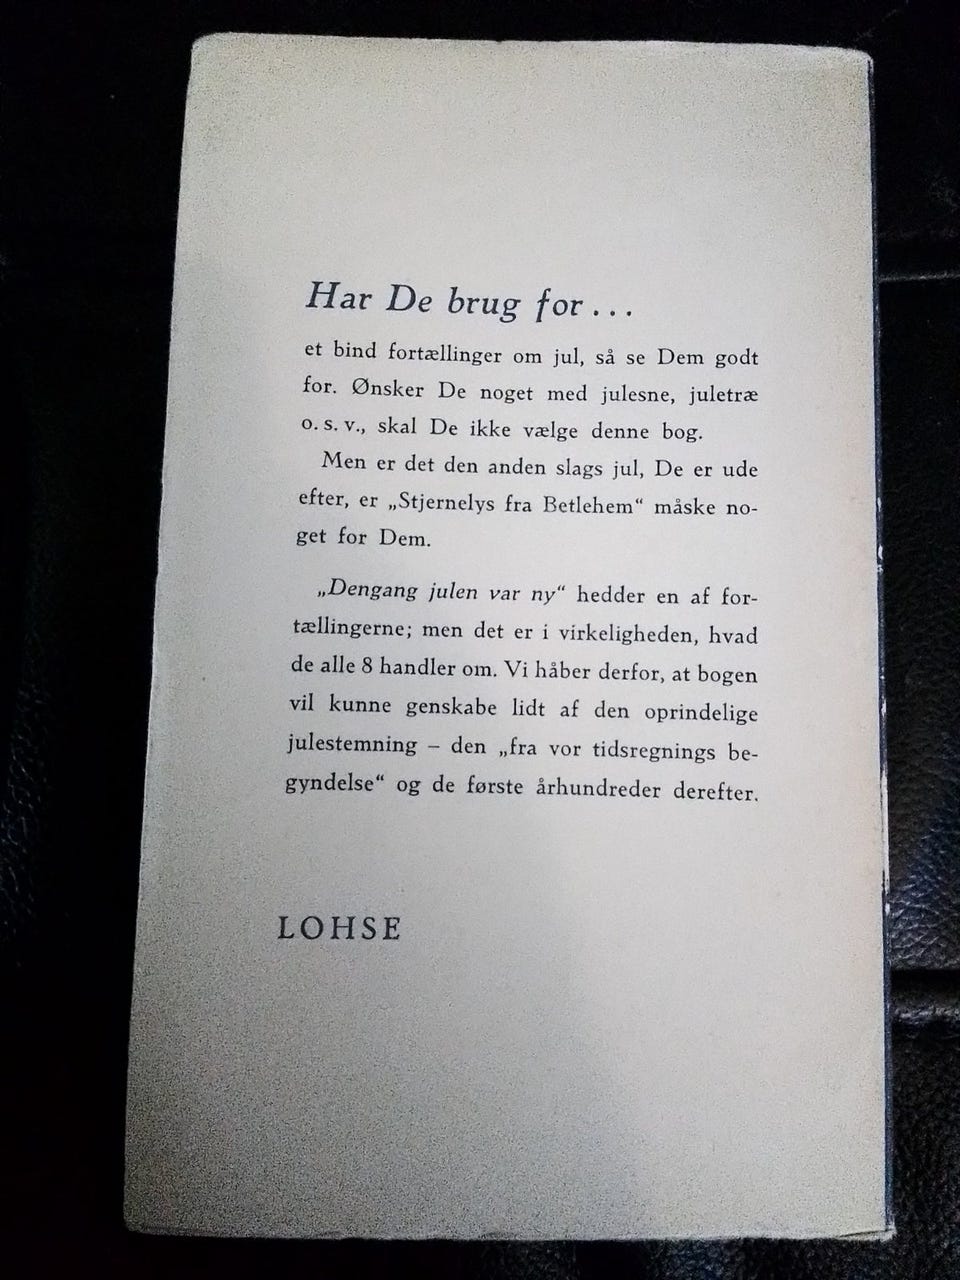 Har De brug for...
et bind fortællinger om jul, så se Dem godt
for. Ønsker De noget med julesne, juletræ
o. s. v., skal De ikke vælge denne bog.
Men er det den anden slags jul, De er ude
efter, er „Stjernelys fra Betlehem“ måske no-
get for Dem.
„Dengang julen var ny“ hedder en af for-
tællingerne; men det er i virkeligheden, hvad
de alle 8 handler om. Vi håber derfor, at bogen
vil kunne genskabe lidt af den oprindelige
julestemning – den „fra vor tidsregnings be-
gyndelse“ og de første århundreder derefter.
LOHSE